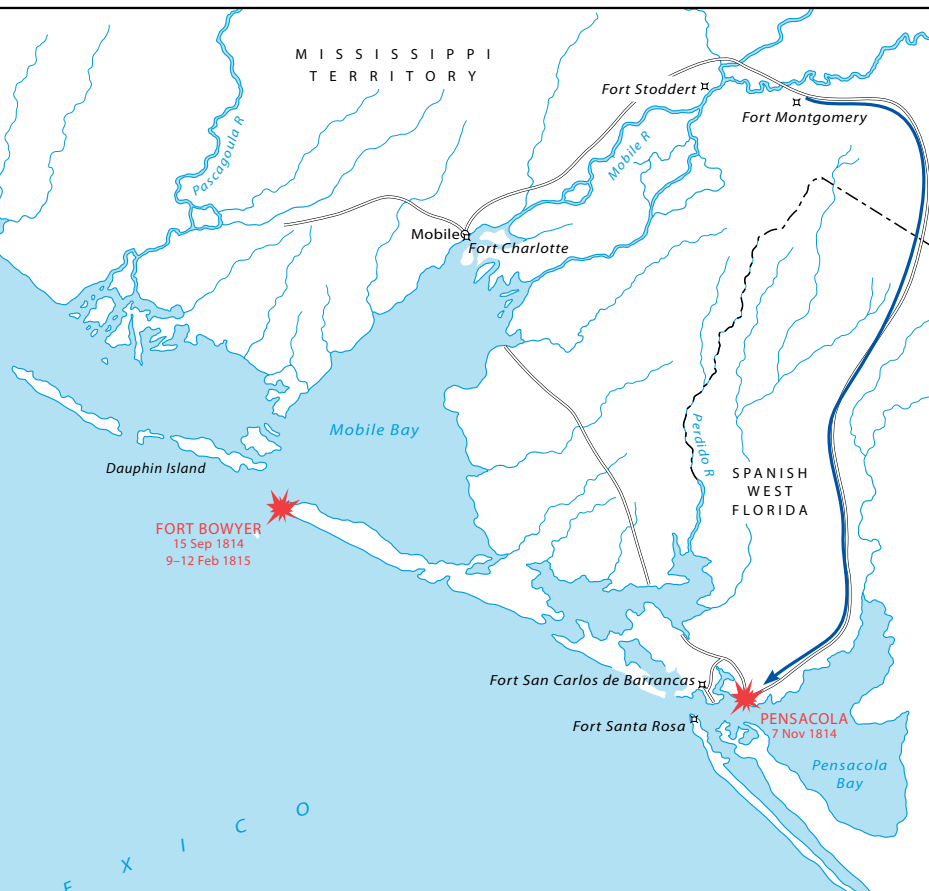 MISSISSIPPI
TERRITORY
Fort Stoddert
Fort Montgomery
Pascagoula R
Mobile R
Mobile
Fort Charlotte
Mobile Bay
Perdido R
Dauphin Island
SPANISH
WEST
FLORIDA
FORT BOWYER
15 Sep 1814
9–12 Feb 1815
Fort San Carlos de Barrancas
Fort Santa Rosa
PENSACOLA
7 Nov 1814
Pensacola
Bay
E X I C O